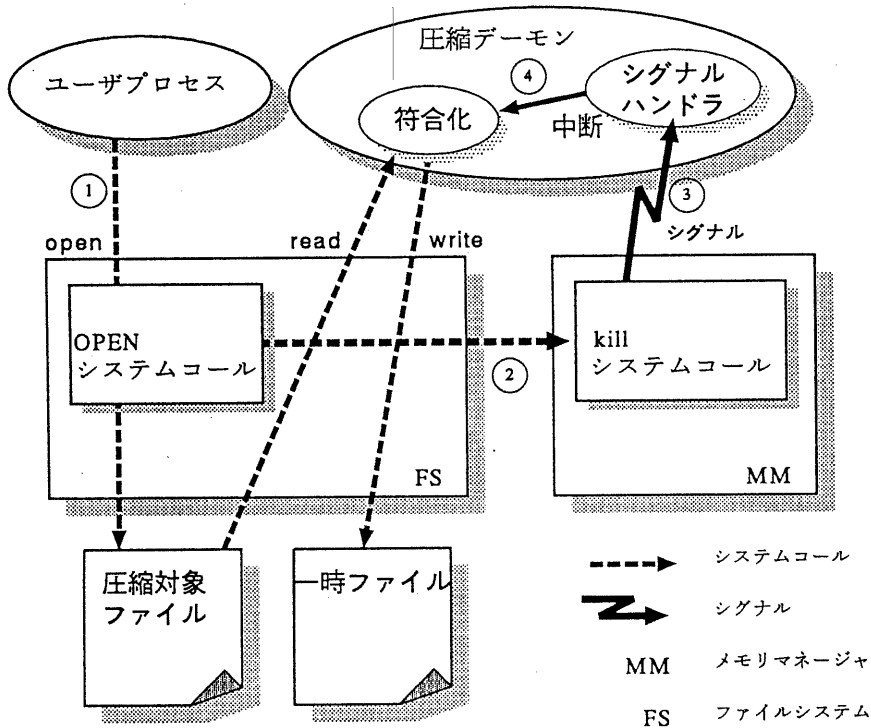 圧縮デーモン
ユーザプロセス
④
シグナル
ハンドラ
符合化
中断
①
③
open
read
write
シグナル
OPEN
システムコール
kill
システムコール
②
FS
MM
圧縮対象
ファイル
一時ファイル
システムコール
シグナル
MM メモリマネージャ
FS ファイルシステム